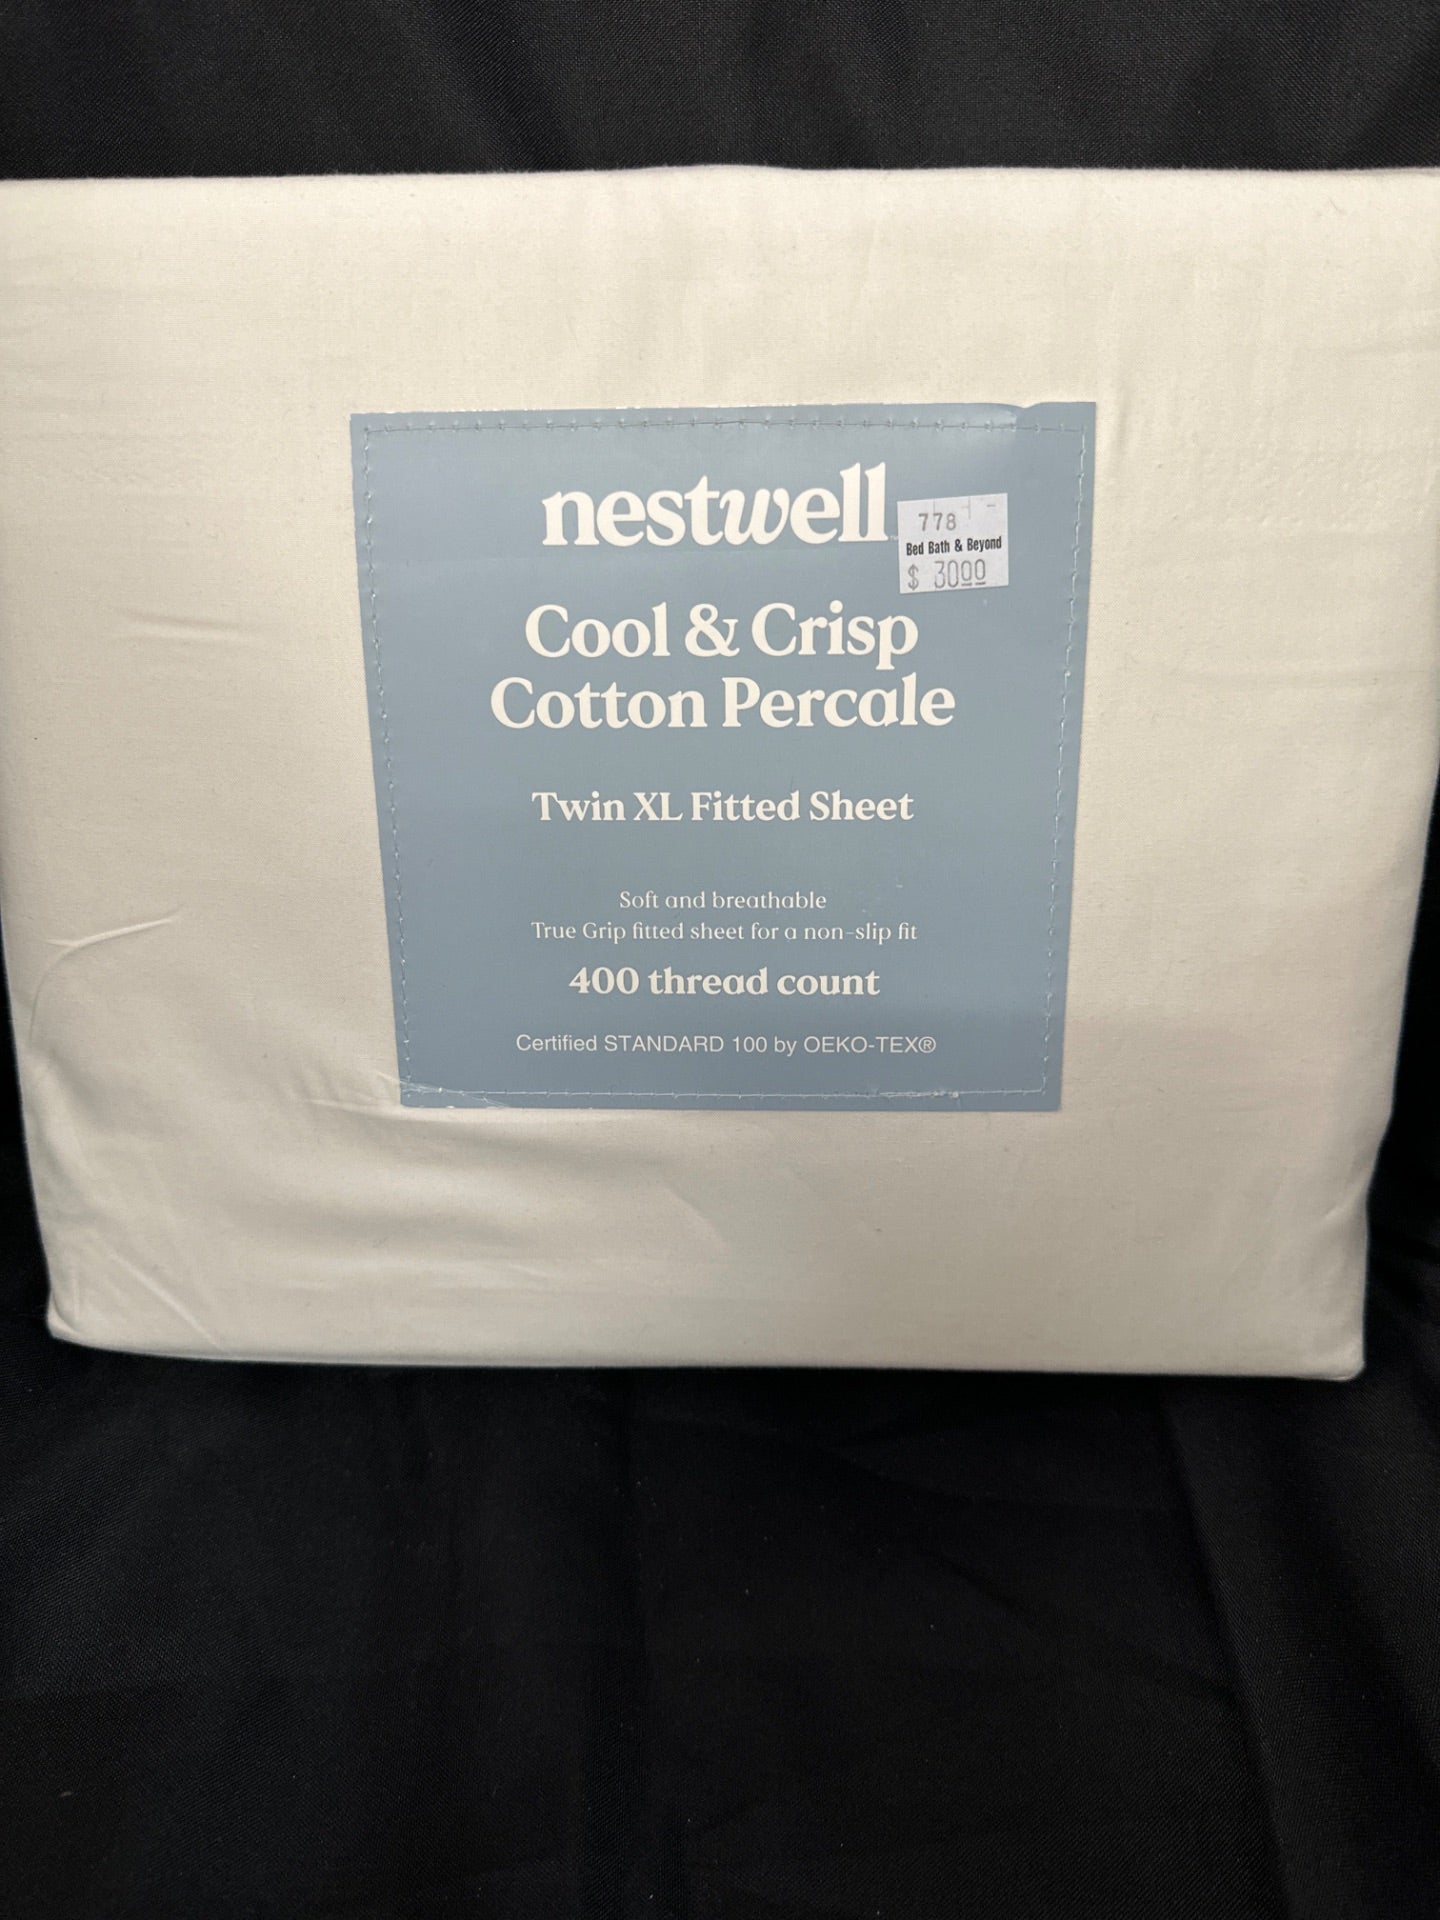 nestwell
778
Bed Bath & Beyond
$ 3000
Cool & Crisp
Cotton Percale
Twin XL Fitted Sheet
Soft and breathable
True Grip fitted sheet for a non-slip fit
400 thread count
Certified STANDARD 100 by OEKO-TEX®